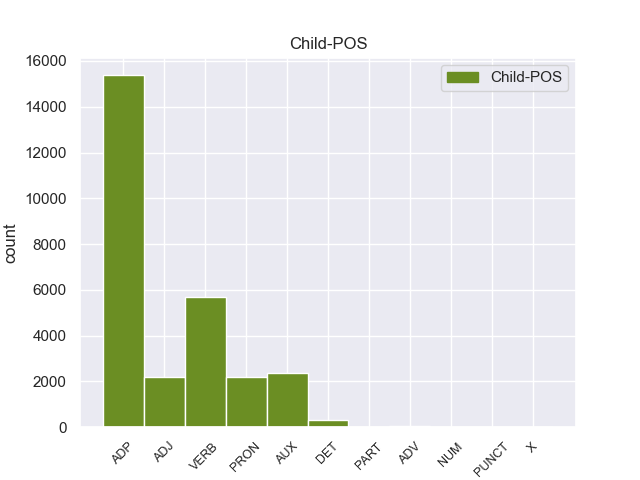 Child-POS
Child-POS
16000
14000
12000
10000
8000
6000
4000
2000
0
count
ADP
ADJ
VERB
PRON
AUX
DET
PART
ADV
NUM
PUNCT
X